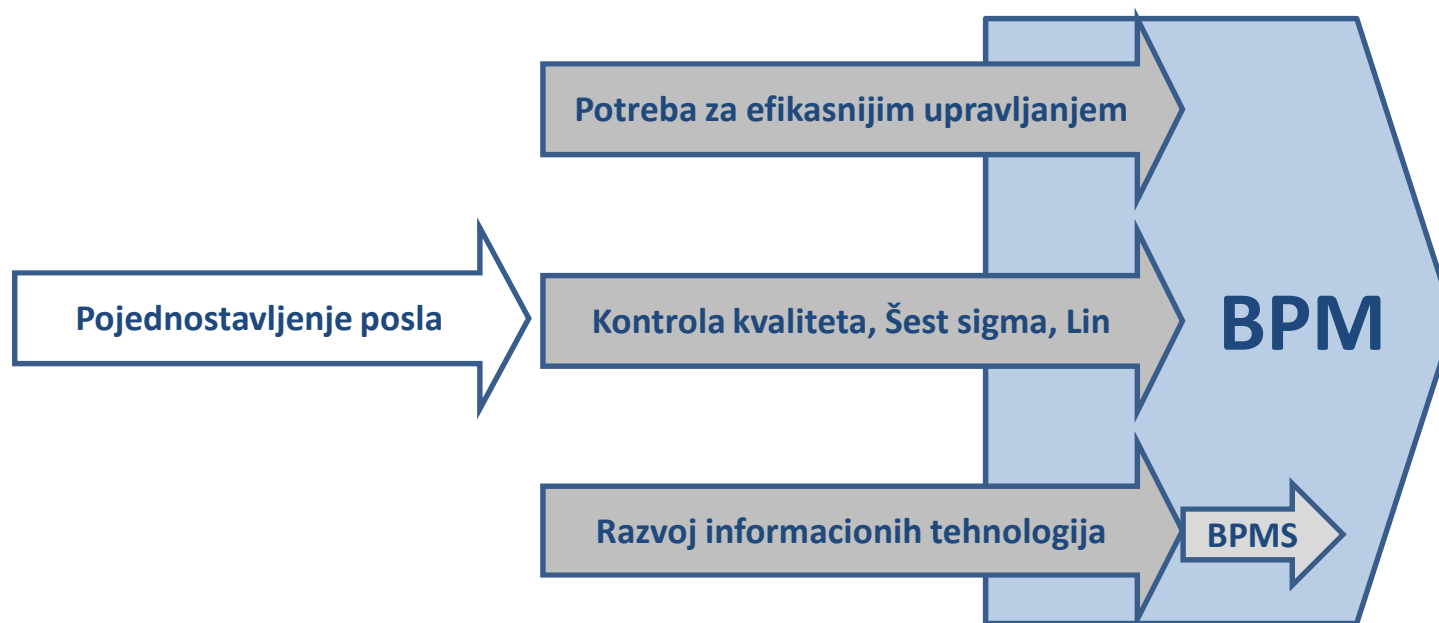 Potreba za efikasnijim upravljanjem
Pojednostavljenje posla
Kontrola kvaliteta, Šest sigma, Lin
BPM
Razvoj informacionih tehnologija
BPMS